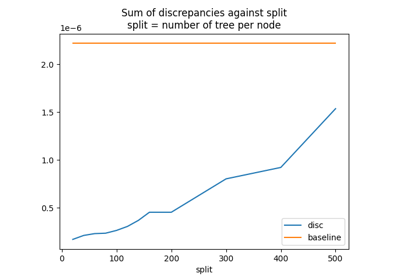 Sum of discrepancies against split
split = number of tree per node
1e−6
2.0
1.5
1.0
0.5
0
100
200
300
400
500
split
disc
baseline